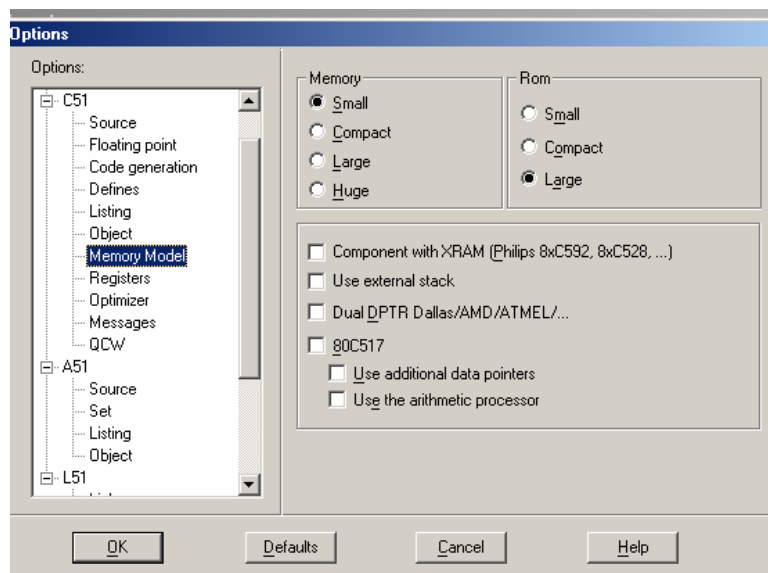 Options
Options:
C51
Source
Floating point
Code generation
Defines
Listing
Object
Memory Model
Registers
Optimizer
Messages
QCW
A51
Source
Set
Listing
Object
L51
Memory
Small
Compact
Large
Huge
Rom
Small
Compact
Large
Component with XRAM (Philips 8xC592, 8xC528, ...)
Use external stack
Dual DPTR Dallas/AMD/ATMEL/...
80C517
Use additional data pointers
Use the arithmetic processor
OK
Defaults
Cancel
Help